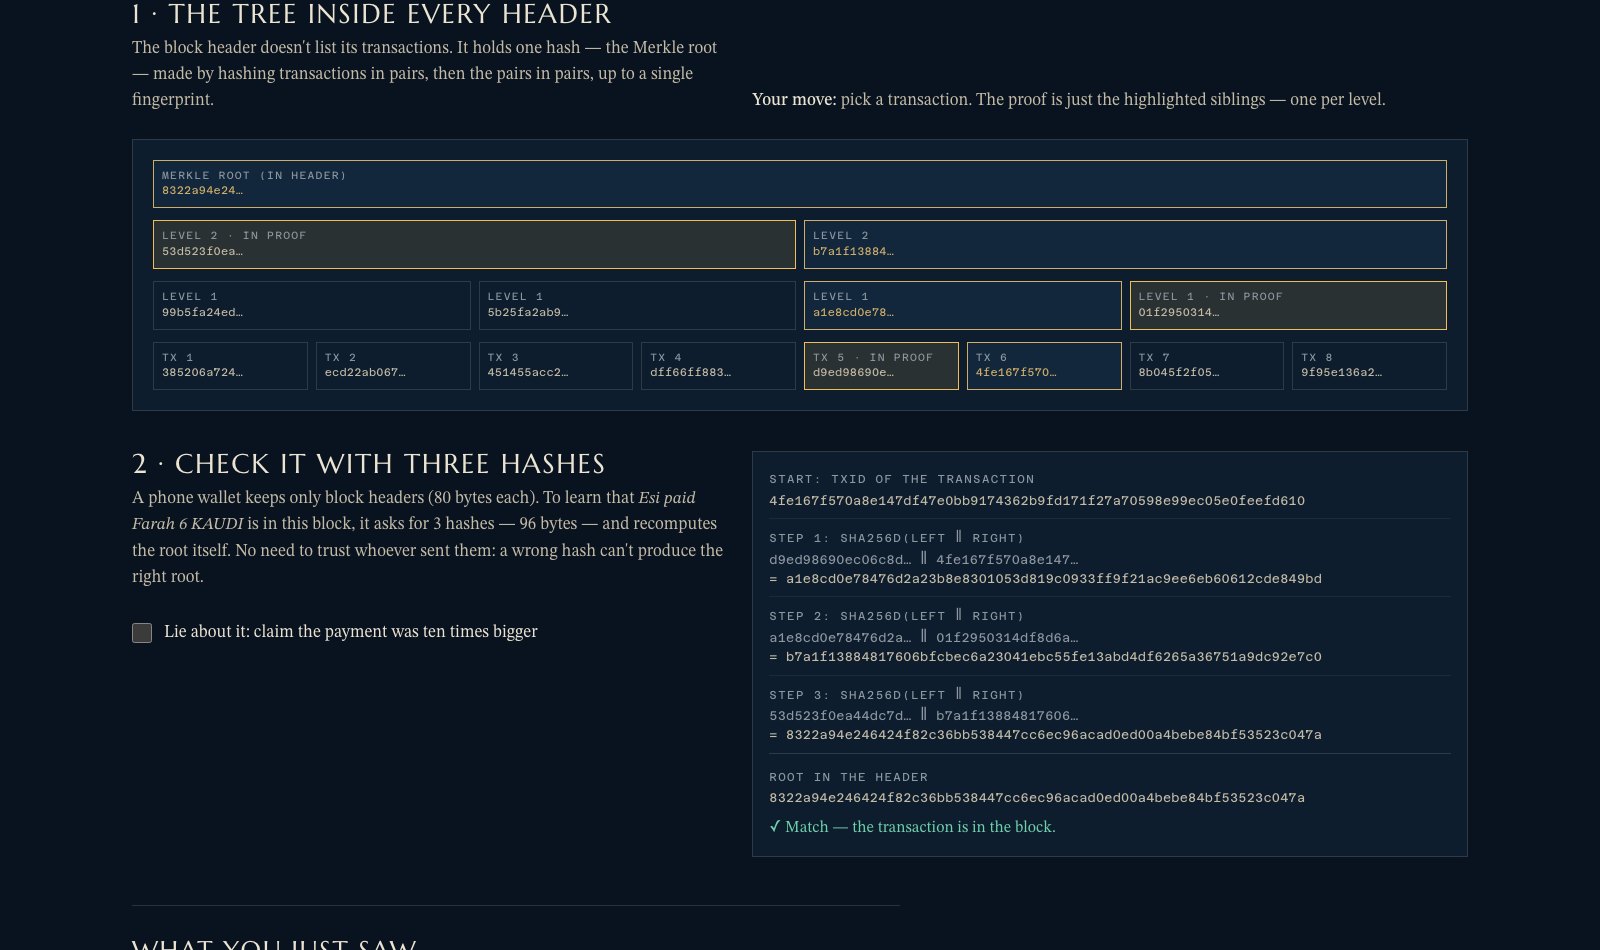 1 · THE TREE INSIDE EVERY HEADER
The block header doesn't list its transactions. It holds one hash — the Merkle root
— made by hashing transactions in pairs, then the pairs in pairs, up to a single
fingerprint.
Your move: pick a transaction. The proof is just the highlighted siblings — one per level.
MERKLE ROOT (IN HEADER)
8322a94e24…
LEVEL 2 · IN PROOF
53d523f0ea…
LEVEL 2
b7a1f13884…
LEVEL 1
99b5fa24ed…
LEVEL 1
5b25fa2ab9…
LEVEL 1
a1e8cd0e78…
LEVEL 1 · IN PROOF
01f2950314…
TX 1
385206a724…
TX 2
ecd22ab067…
TX 3
451455acc2…
TX 4
dff66ff883…
TX 5 · IN PROOF
d9ed98690e…
TX 6
4fe167f570…
TX 7
8b045f2f05…
TX 8
9f95e136a2…
2 · CHECK IT WITH THREE HASHES
A phone wallet keeps only block headers (80 bytes each). To learn that Esi paid
Farah 6 KAUDI is in this block, it asks for 3 hashes — 96 bytes — and recomputes
the root itself. No need to trust whoever sent them: a wrong hash can't produce the
right root.
Lie about it: claim the payment was ten times bigger
START: TXID OF THE TRANSACTION
4fe167f570a8e147df47e0bb9174362b9fd171f27a70598e99ec05e0feefd610
STEP 1: SHA256D(LEFT ‖ RIGHT)
d9ed98690ec06c8d… ‖ 4fe167f570a8e147…
= a1e8cd0e78476d2a23b8e8301053d819c0933ff9f21ac9ee6eb60612cde849bd
STEP 2: SHA256D(LEFT ‖ RIGHT)
a1e8cd0e78476d2a… ‖ 01f2950314df8d6a…
= b7a1f13884817606bfcbec6a23041ebc55fe13abd4df6265a36751a9dc92e7c0
STEP 3: SHA256D(LEFT ‖ RIGHT)
53d523f0ea44dc7d… ‖ b7a1f13884817606…
= 8322a94e246424f82c36bb538447cc6ec96acad0ed00a4bebe84bf53523c047a
ROOT IN THE HEADER
8322a94e246424f82c36bb538447cc6ec96acad0ed00a4bebe84bf53523c047a
✓ Match — the transaction is in the block.
WHAT YOU JUST SAW